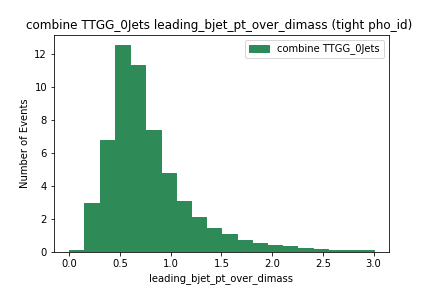 combine TTGG_0Jets leading_bjet_pt_over_dimass (tight pho_id)
combine TTGG_0Jets
Number of Events
12
10
8
6
4
2
0
0.0 0.5 1.0 1.5 2.0 2.5 3.0
leading_bjet_pt_over_dimass